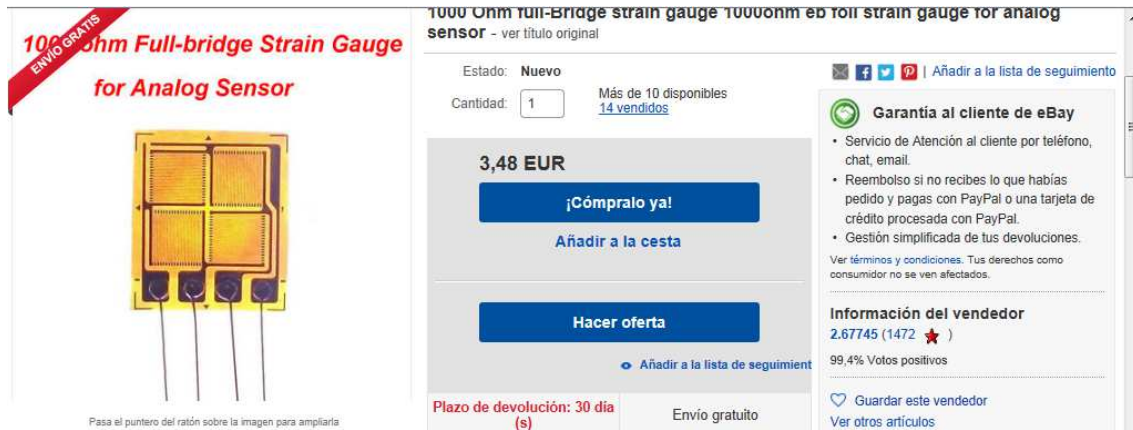 ENVÍO GRATIS
1000 Ohm Full-bridge Strain Gauge
for Analog Sensor
Pasa el puntero del ratón sobre la imagen para ampliarla
1000 Ohm full-Bridge strain gauge 1000ohm eb foil strain gauge for analog
sensor - ver título original
Estado: Nuevo
Cantidad: 1
Más de 10 disponibles
14 vendidos
3,48 EUR
¡Cómpralo ya!
Añadir a la cesta
Hacer oferta
Añadir a la lista de seguimient
Plazo de devolución: 30 día
(s)
Envío gratuito
Añadir a la lista de seguimiento
Garantía al cliente de eBay
• Servicio de Atención al cliente por teléfono,
chat, email.
• Reembolso si no recibes lo que habías
pedido y pagas con PayPal o una tarjeta de
crédito procesada con PayPal.
• Gestión simplificada de tus devoluciones.
Ver términos y condiciones. Tus derechos como
consumidor no se ven afectados.
Información del vendedor
2.67745 (1472 )
99,4% Votos positivos
Guardar este vendedor
Ver otros artículos